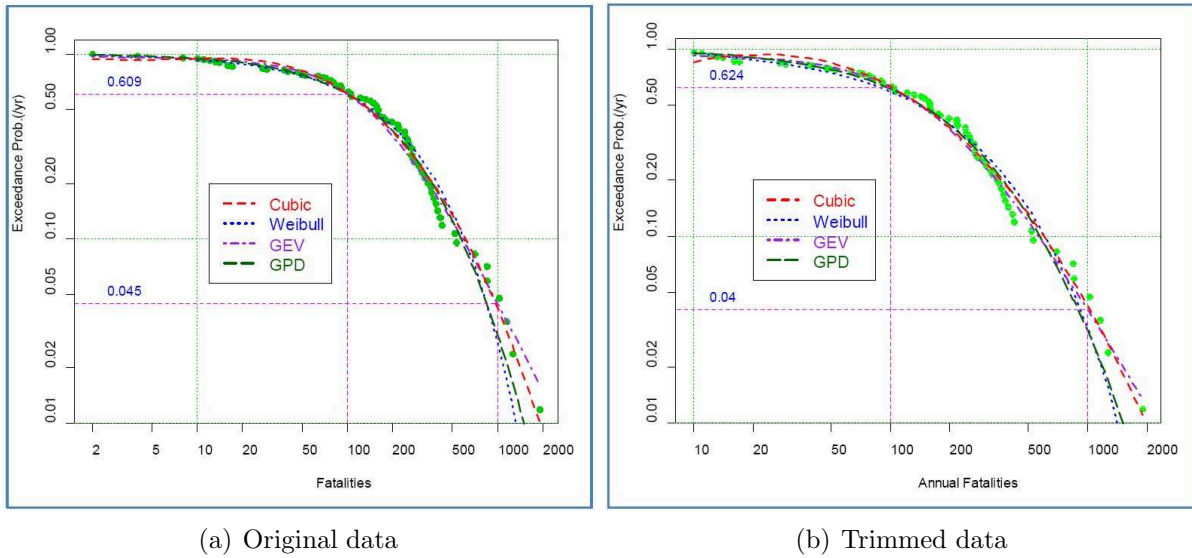 Exceedance Prob.(/yr)
1.00
0.50
0.20
0.10
0.05
0.02
0.01
0.609
0.045
Cubic
Weibull
GEV
GPD
2
5
10
20
50
100
200
500
1000
2000
Fatalities
(a) Original data
Exceedance Prob.(/yr)
1.00
0.50
0.20
0.10
0.05
0.02
0.01
0.624
0.04
Cubic
Weibull
GEV
GPD
10
20
50
100
200
500
1000
2000
Annual Fatalities
(b) Trimmed data